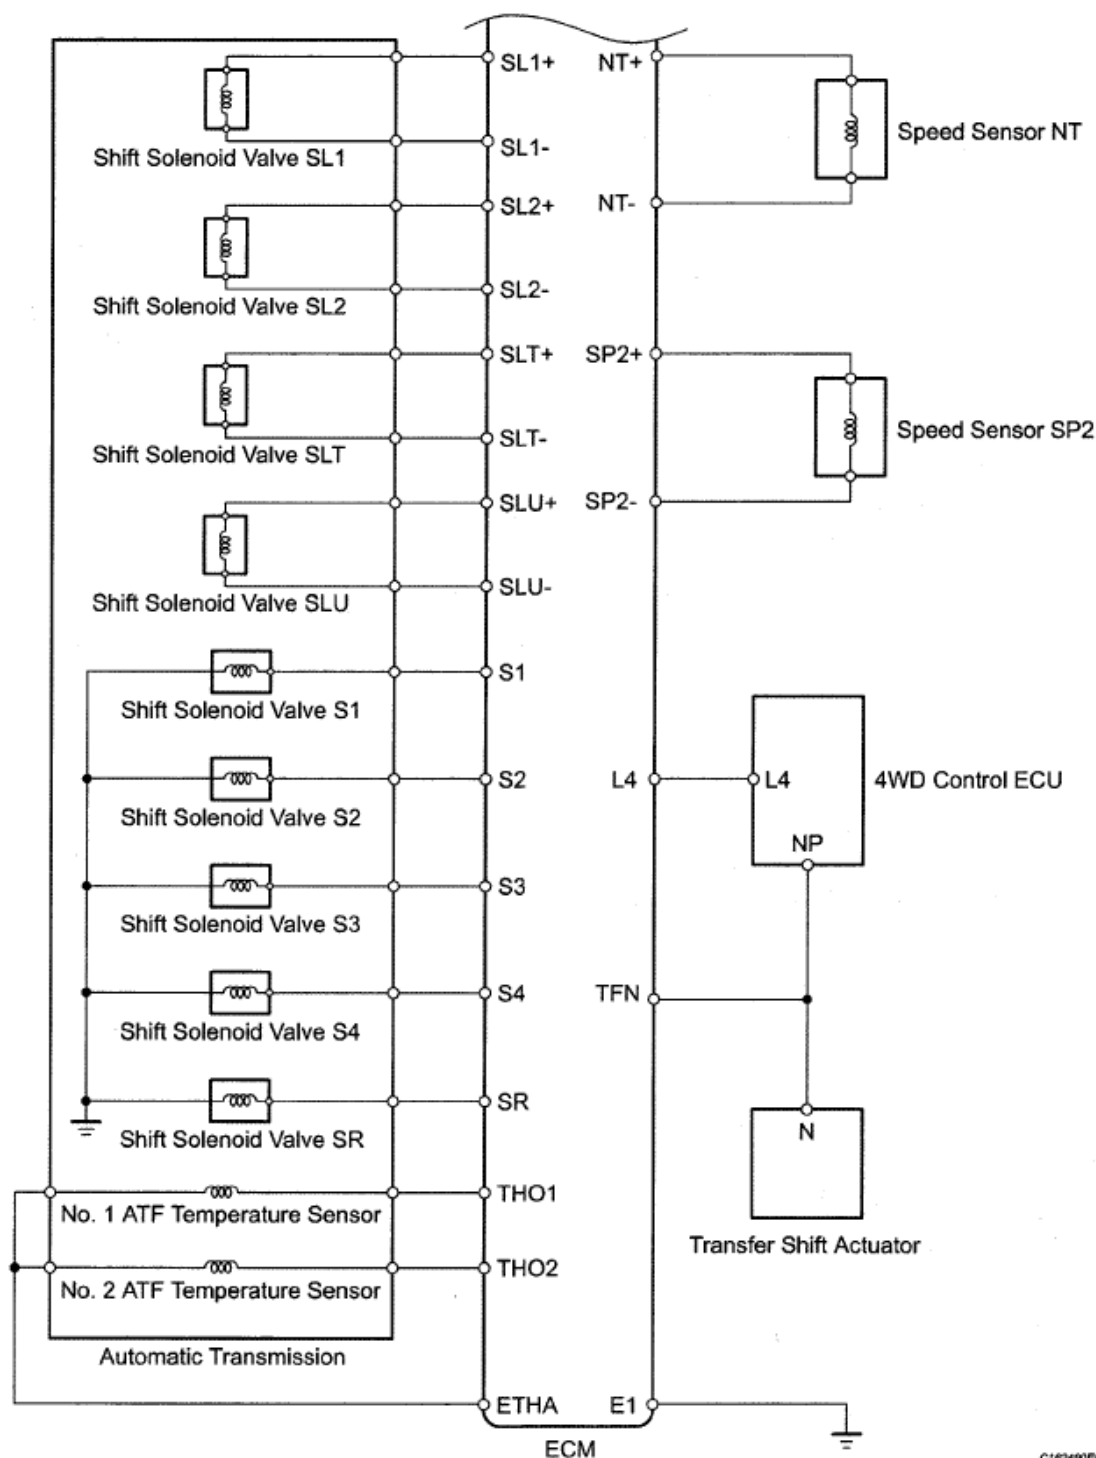 SL1+
NT+
Speed Sensor NT
Shift Solenoid Valve SL1
SL1-
SL2+
NT-
SL2-
Shift Solenoid Valve SL2
SLT+
SP2+
Speed Sensor SP2
SLT-
Shift Solenoid Valve SLT
SLU+
SP2-
SLU-
Shift Solenoid Valve SLU
S1
Shift Solenoid Valve S1
S2
L4
L4
4WD Control ECU
Shift Solenoid Valve S2
NP
S3
Shift Solenoid Valve S3
S4
TFN
Shift Solenoid Valve S4
SR
N
Shift Solenoid Valve SR
THO1
No. 1 ATF Temperature Sensor
Transfer Shift Actuator
THO2
No. 2 ATF Temperature Sensor
Automatic Transmission
ETHA
E1
ECM